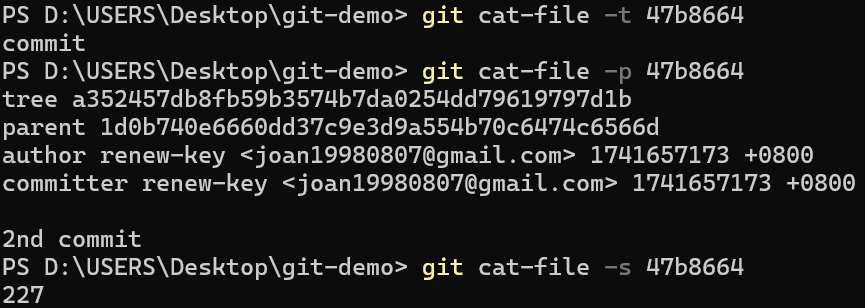 PS D:\USERS\Desktop\git-demo> git cat-file -t 47b8664
commit
PS D:\USERS\Desktop\git-demo> git cat-file -p 47b8664
tree a352457db8fb59b3574b7da0254dd79619797d1b
parent 1d0b740e6660dd37c9e3d9a554b70c6474c6566d
author renew-key <joan19980807@gmail.com> 1741657173 +0800
committer renew-key <joan19980807@gmail.com> 1741657173 +0800

2nd commit
PS D:\USERS\Desktop\git-demo> git cat-file -s 47b8664
227